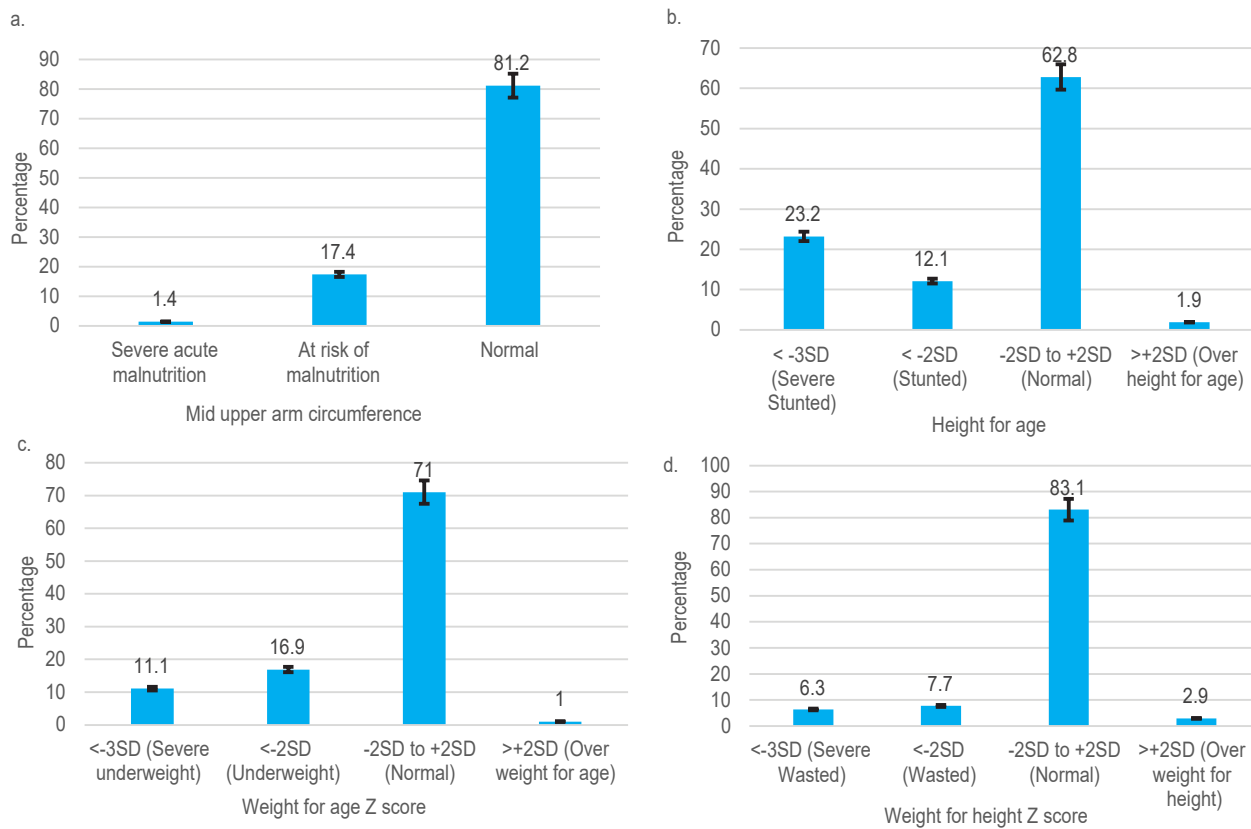 a.
90
80
70
60
50
40
30
20
10
0
Percentage
1.4
17.4
81.2
Severe acute
malnutrition
At risk of
malnutrition
Normal
Mid upper arm circumference
b.
70
60
50
40
30
20
10
0
Percentage
23.2
12.1
62.8
1.9
< -3SD
(Severe
Stunted)
< -2SD
(Stunted)
-2SD to +2SD
(Normal)
>+2SD (Over
height for age)
Height for age
c.
80
70
60
50
40
30
20
10
0
Percentage
11.1
16.9
71
1
<-3SD (Severe
underweight)
<-2SD
(Underweight)
-2SD to +2SD
(Normal)
>+2SD (Over
weight for age)
Weight for age Z score
d.
100
90
80
70
60
50
40
30
20
10
0
Percentage
6.3
7.7
83.1
2.9
<-3SD (Severe
Wasted)
<-2SD
(Wasted)
-2SD to +2SD
(Normal)
>+2SD (Over
weight for
height)
Weight for height Z score